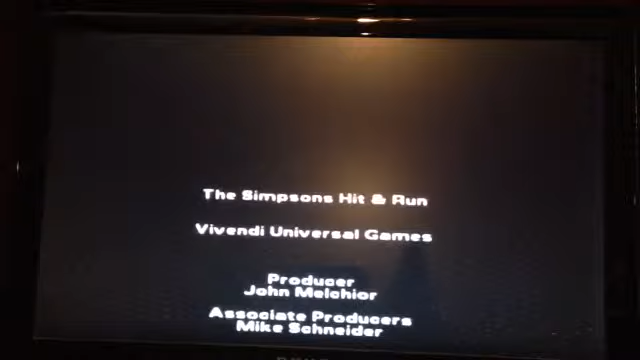 The Simpsons Hit & Run
Vivendi Universal Games
Producer
John Melchior
Associate Producers
Mike Schneider